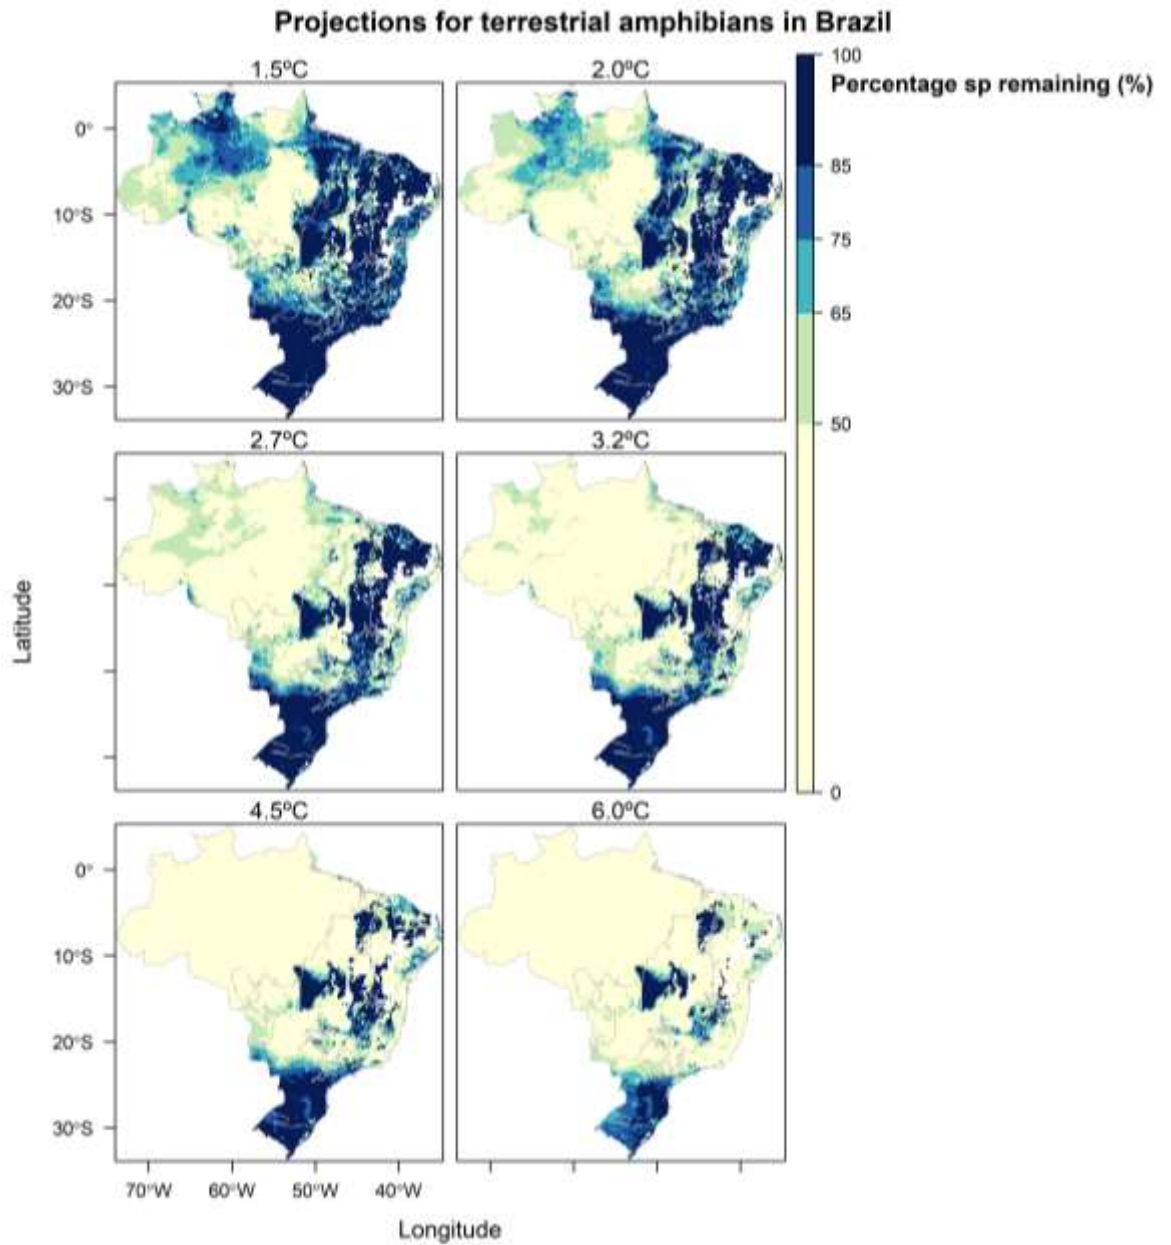 Projections for terrestrial amphibians in Brazil
1.5ºC
2.0ºC
100
Percentage sp remaining (%)
85
75
65
50
0
0°
10°S
20°S
30°S
2.7ºC
3.2ºC
Latitude
4.5ºC
6.0ºC
0°
10°S
20°S
30°S
70°W 60°W 50°W 40°W
Longitude